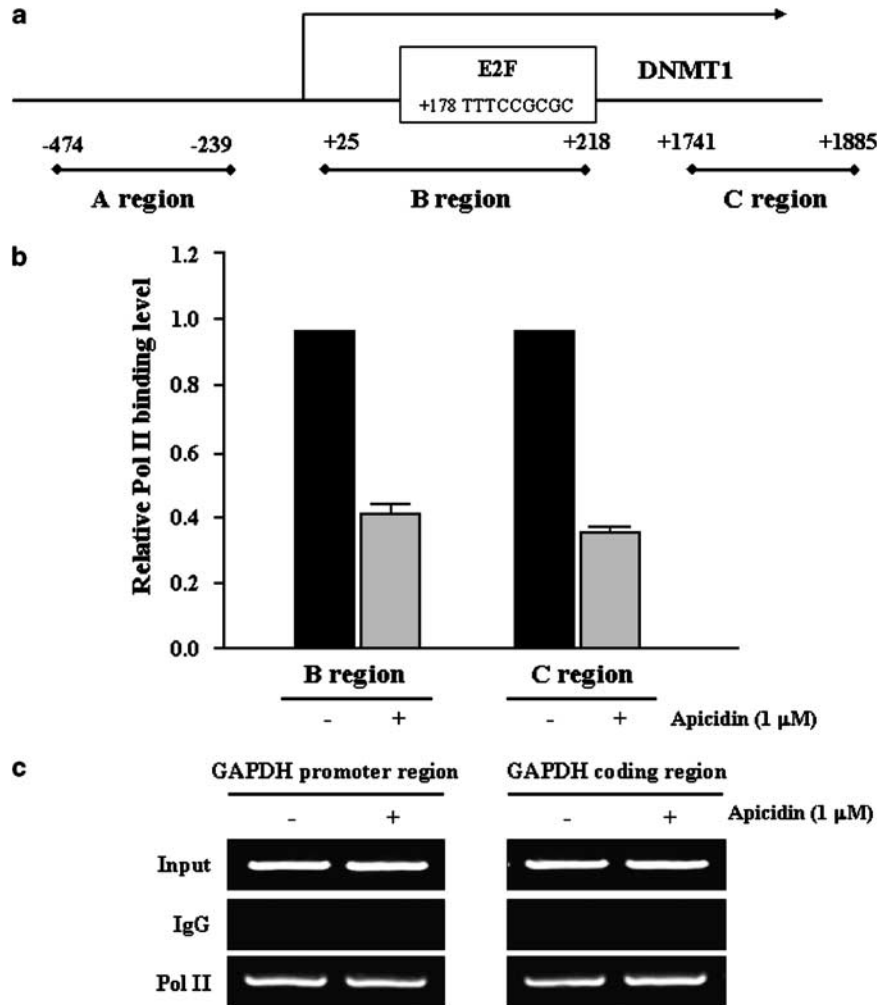 a
E2F
+178 TTTCCGCGC
DNMT1
-474 -239 +25 +218 +1741 +1885
A region B region C region
b
Relative Pol II binding level
1.2
1.0
0.8
0.6
0.4
0.2
0.0
B region C region
- + - + Apicidin (1 μM)
c
GAPDH promoter region GAPDH coding region
- + - + Apicidin (1 μM)
Input
IgG
Pol II